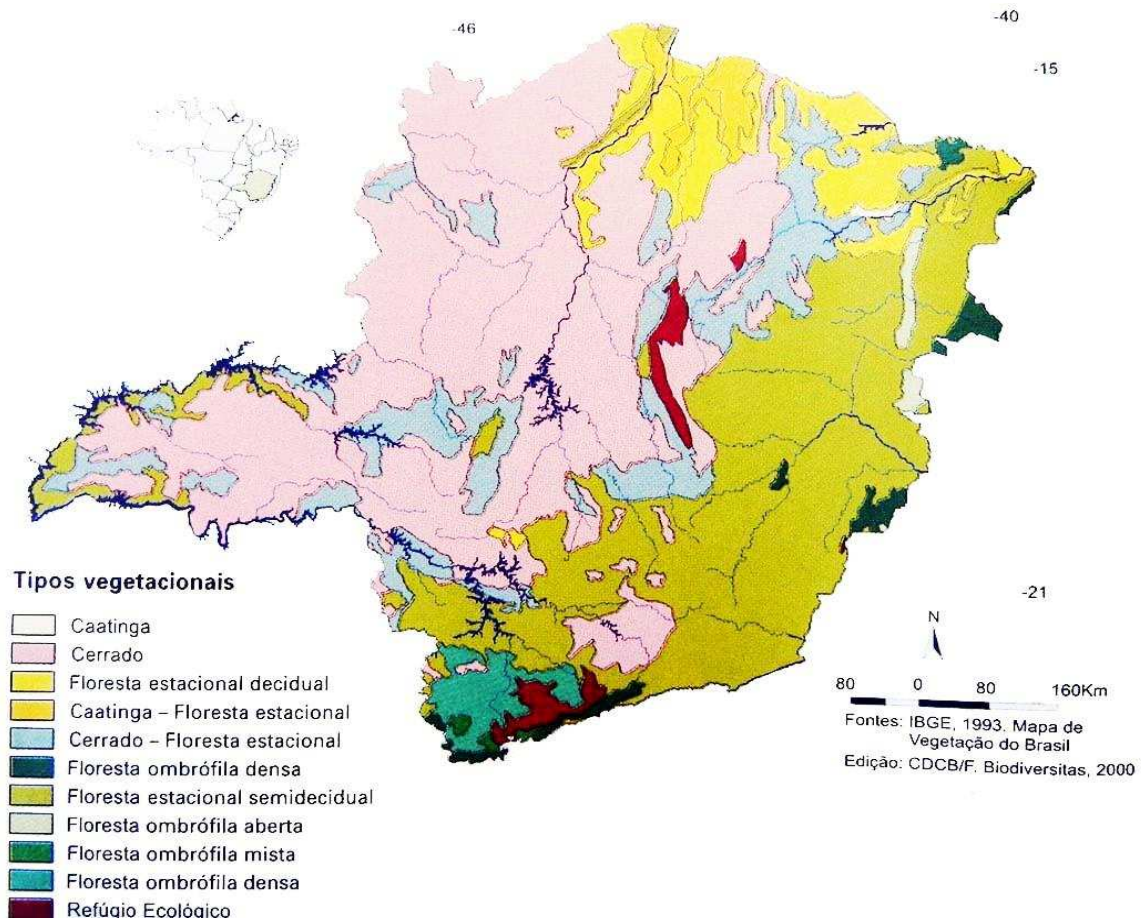 -46
-40
-15
Tipos vegetacionais
Caatinga
Cerrado
Floresta estacional decidual
Caatinga – Floresta estacional
Cerrado – Floresta estacional
Floresta ombrófila densa
Floresta estacional semidecidual
Floresta ombrófila aberta
Floresta ombrófila mista
Floresta ombrófila densa
Refúgio Ecológico
-21
N
80 0 80 160Km
Fontes: IBGE, 1993. Mapa de
Vegetação do Brasil
Edição: CDCB/F. Biodiversitas, 2000